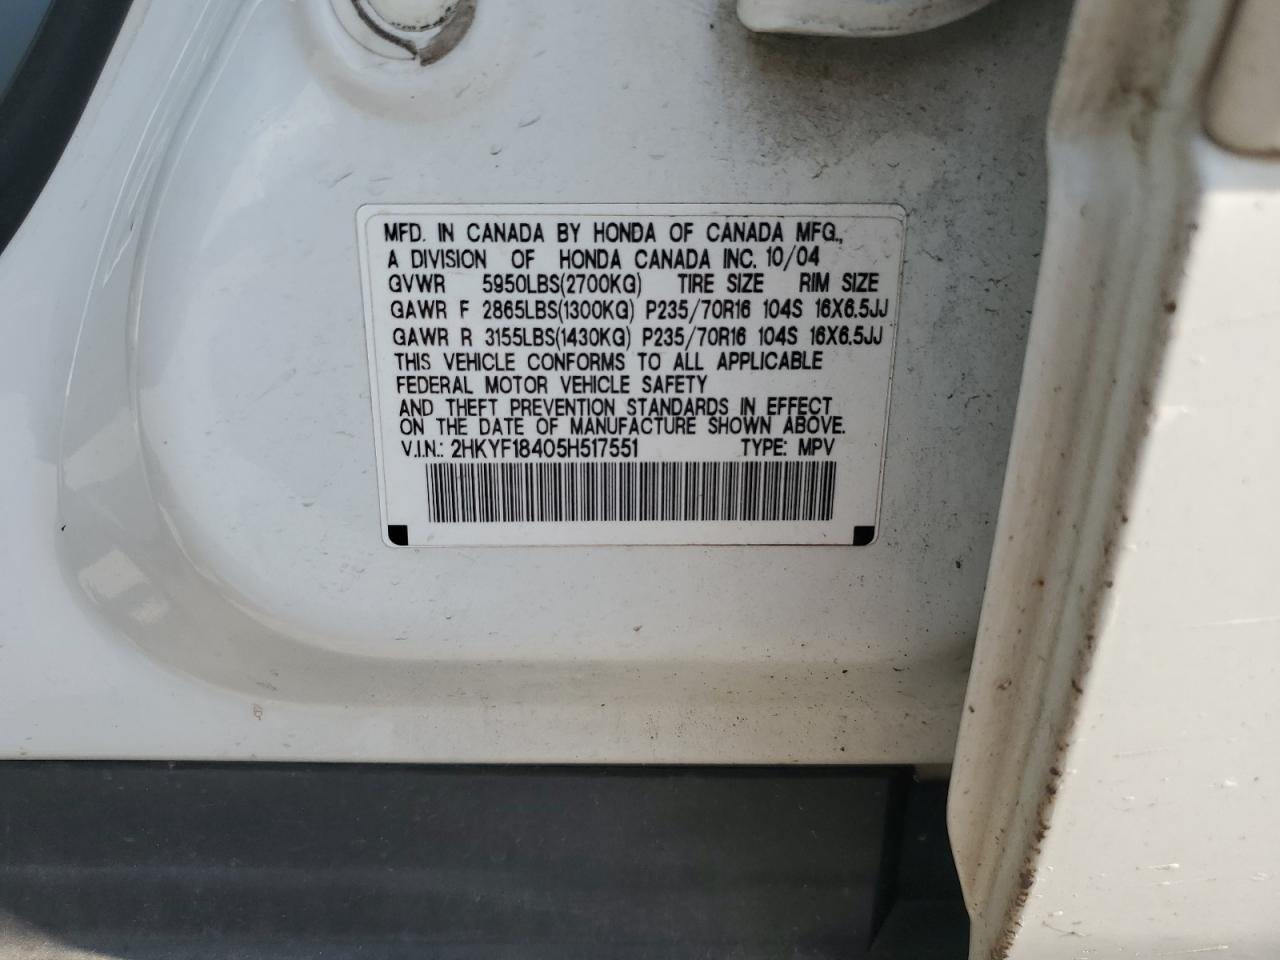 MFD. IN CANADA BY HONDA OF CANADA MFG.,
A DIVISION OF HONDA CANADA INC. 10/04
GVWR 5950LBS(2700KG) TIRE SIZE RIM SIZE
GAWR F 2865LBS(1300KG) P235/70R16 104S 16X6.5JJ
GAWR R 3155LBS(1430KG) P235/70R16 104S 16X6.5JJ
THIS VEHICLE CONFORMS TO ALL APPLICABLE
FEDERAL MOTOR VEHICLE SAFETY
AND THEFT PREVENTION STANDARDS IN EFFECT
ON THE DATE OF MANUFACTURE SHOWN ABOVE.
V.I.N.: 2HKYF18405H517551 TYPE: MPV